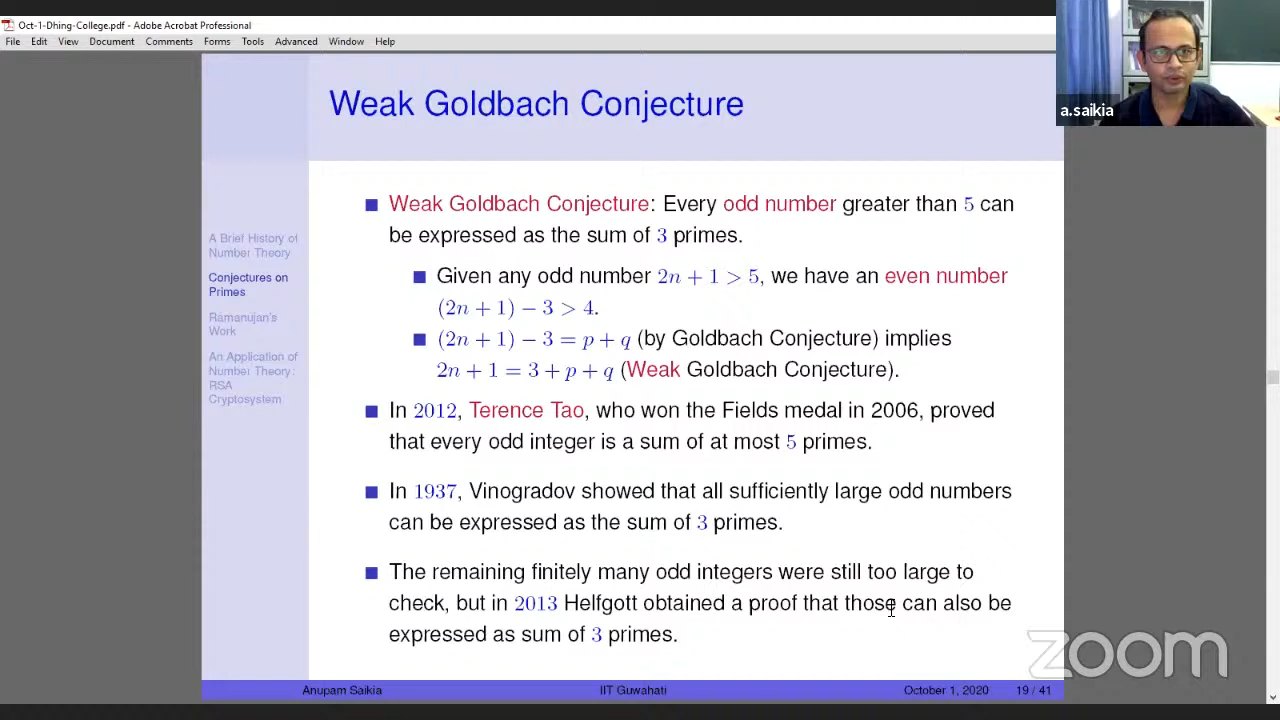 Oct-1-Dhing-College.pdf - Adobe Acrobat Professional
File Edit View Document Comments Forms Tools Advanced Window Help
a.saikia
Weak Goldbach Conjecture
A Brief History of
Number Theory
Conjectures on
Primes
Ramanujan's
Work
An Application of
Number Theory:
RSA
Cryptosystem
Weak Goldbach Conjecture: Every odd number greater than 5 can
be expressed as the sum of 3 primes.
Given any odd number 2n + 1 > 5, we have an even number
(2n + 1) − 3 > 4.
(2n + 1) − 3 = p + q (by Goldbach Conjecture) implies
2n + 1 = 3 + p + q (Weak Goldbach Conjecture).
In 2012, Terence Tao, who won the Fields medal in 2006, proved
that every odd integer is a sum of at most 5 primes.
In 1937, Vinogradov showed that all sufficiently large odd numbers
can be expressed as the sum of 3 primes.
The remaining finitely many odd integers were still too large to
check, but in 2013 Helfgott obtained a proof that those can also be
expressed as sum of 3 primes.
zoom
Anupam Saikia IIT Guwahati October 1, 2020 19 / 41